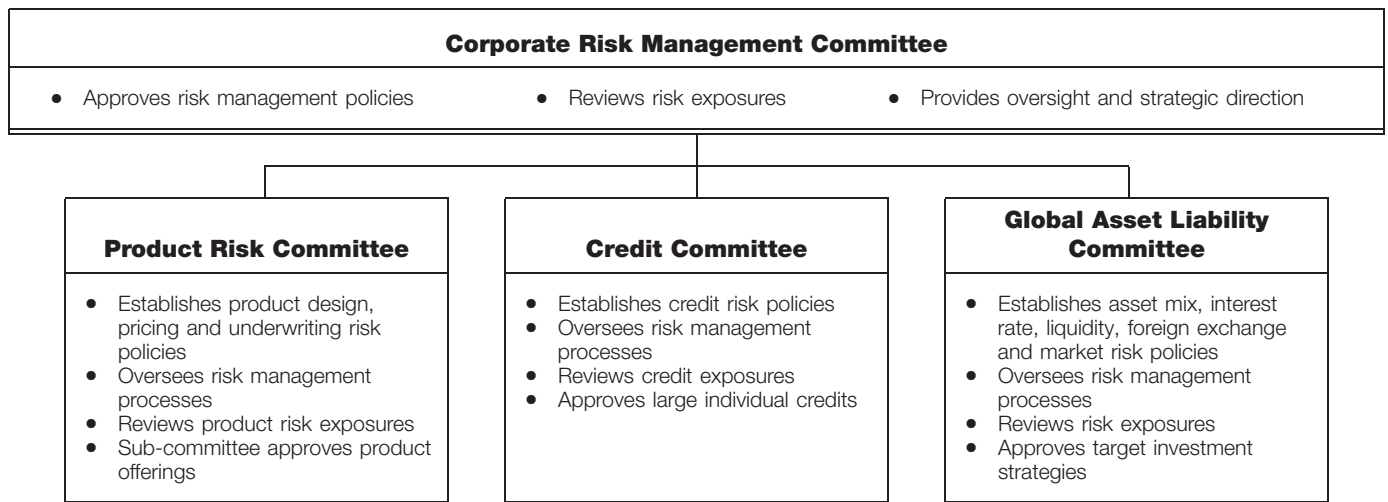 Corporate Risk Management Committee
● Approves risk management policies ● Reviews risk exposures ● Provides oversight and strategic direction
Product Risk Committee
● Establishes product design,
pricing and underwriting risk
policies
● Oversees risk management
processes
● Reviews product risk exposures
● Sub-committee approves product
offerings
Credit Committee
● Establishes credit risk policies
● Oversees risk management
processes
● Reviews credit exposures
● Approves large individual credits
Global Asset Liability
Committee
● Establishes asset mix, interest
rate, liquidity, foreign exchange
and market risk policies
● Oversees risk management
processes
● Reviews risk exposures
● Approves target investment
strategies